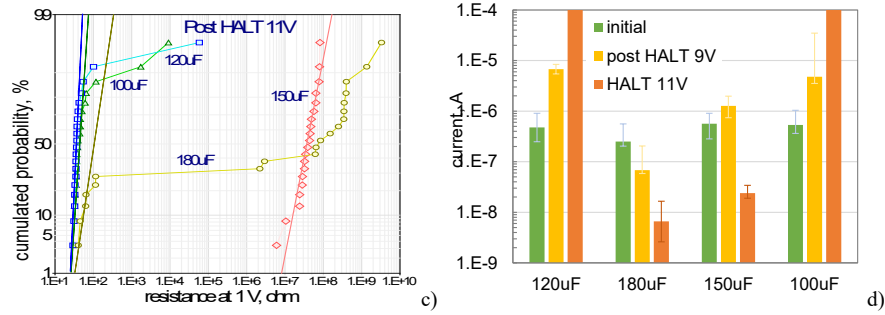 99
Post HALT 11V
120uF
100uF
150uF
180uF
50
10
5
1
cumulated probability, %
1.E+1 1.E+2 1.E+3 1.E+4 1.E+5 1.E+6 1.E+7 1.E+8 1.E+9 1.E+10
resistance at 1 V, ohm
c)
1.E-4
1.E-5
1.E-6
1.E-7
1.E-8
1.E-9
current, A
initial
post HALT 9V
HALT 11V
120uF 180uF 150uF 100uF
d)